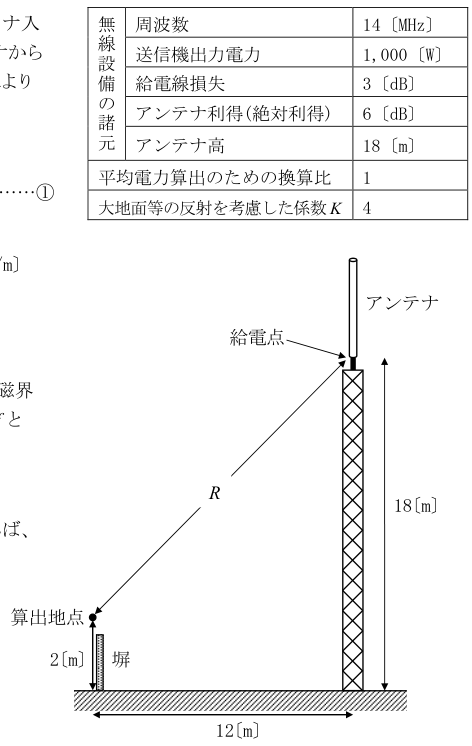 ナ入
ナから
より
……①
/m〕
磁界
fと
ば、
無線設備の諸元
周波数 14〔MHz〕
送信機出力電力 1,000〔W〕
給電線損失 3〔dB〕
アンテナ利得(絶対利得) 6〔dB〕
アンテナ高 18〔m〕
平均電力算出のための換算比 1
大地面等の反射を考慮した係数K 4
アンテナ
給電点
R
18〔m〕
算出地点
2〔m〕
塀
12〔m〕